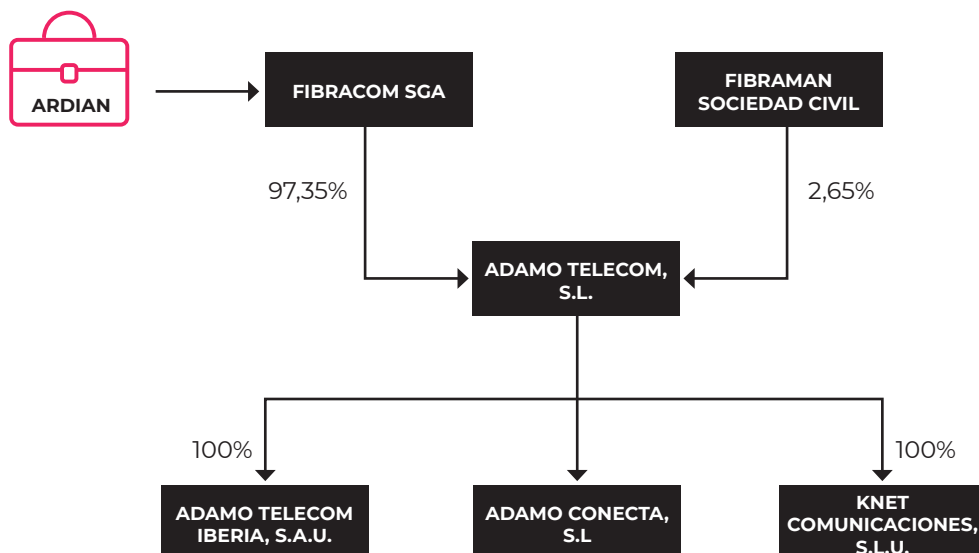 ARDIAN
FIBRACOM SGA
FIBRAMAN
SOCIEDAD CIVIL
97,35%
2,65%
ADAMO TELECOM,
S.L.
100%
100%
ADAMO TELECOM
IBERIA, S.A.U.
ADAMO CONECTA,
S.L
KNET
COMUNICACIONES,
S.L.U.